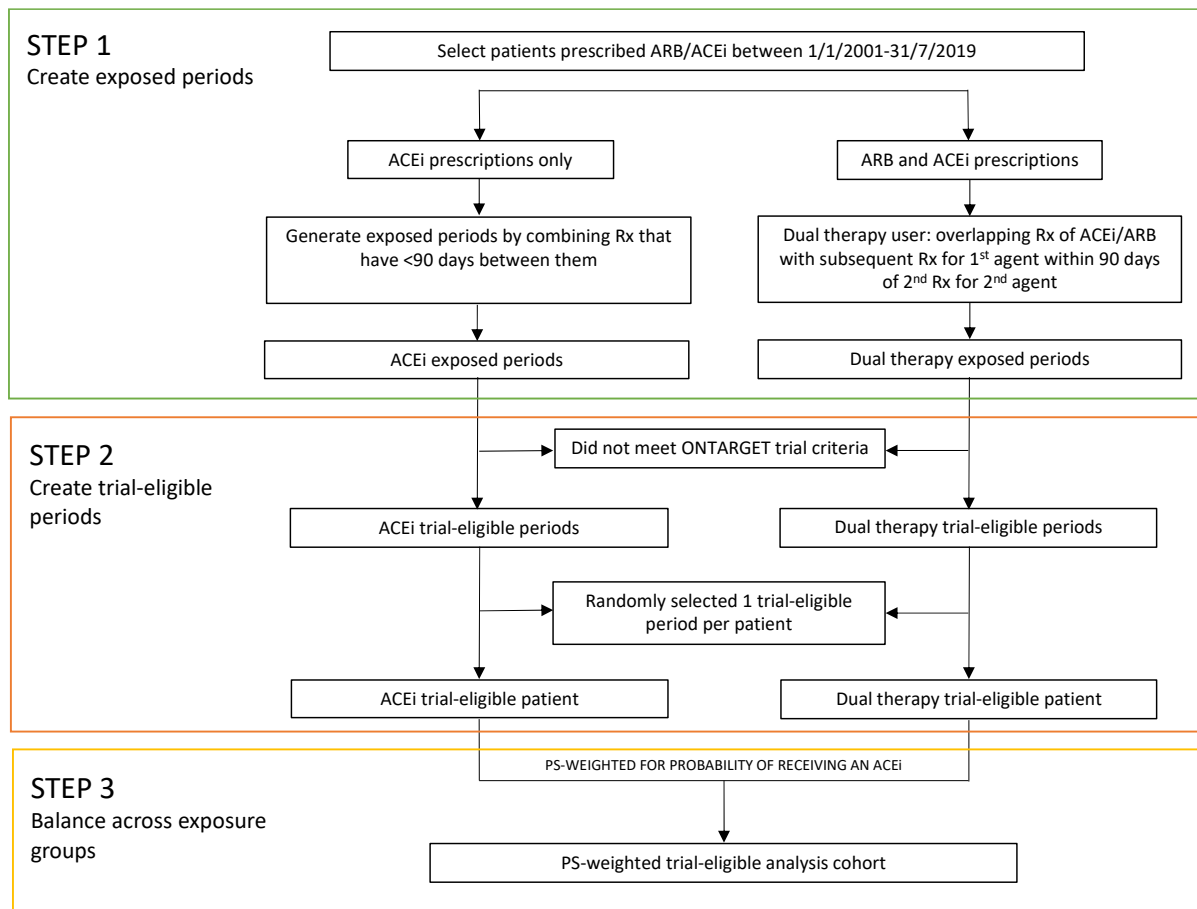 STEP 1
Create exposed periods
Select patients prescribed ARB/ACEi between 1/1/2001-31/7/2019
ACEi prescriptions only
ARB and ACEi prescriptions
Generate exposed periods by combining Rx that
have <90 days between them
Dual therapy user: overlapping Rx of ACEi/ARB
with subsequent Rx for 1st agent within 90 days
of 2nd Rx for 2nd agent
ACEi exposed periods
Dual therapy exposed periods
STEP 2
Create trial-eligible
periods
Did not meet ONTARGET trial criteria
ACEi trial-eligible periods
Dual therapy trial-eligible periods
Randomly selected 1 trial-eligible
period per patient
ACEi trial-eligible patient
Dual therapy trial-eligible patient
STEP 3
Balance across exposure
groups
PS-WEIGHTED FOR PROBABILITY OF RECEIVING AN ACEi
PS-weighted trial-eligible analysis cohort